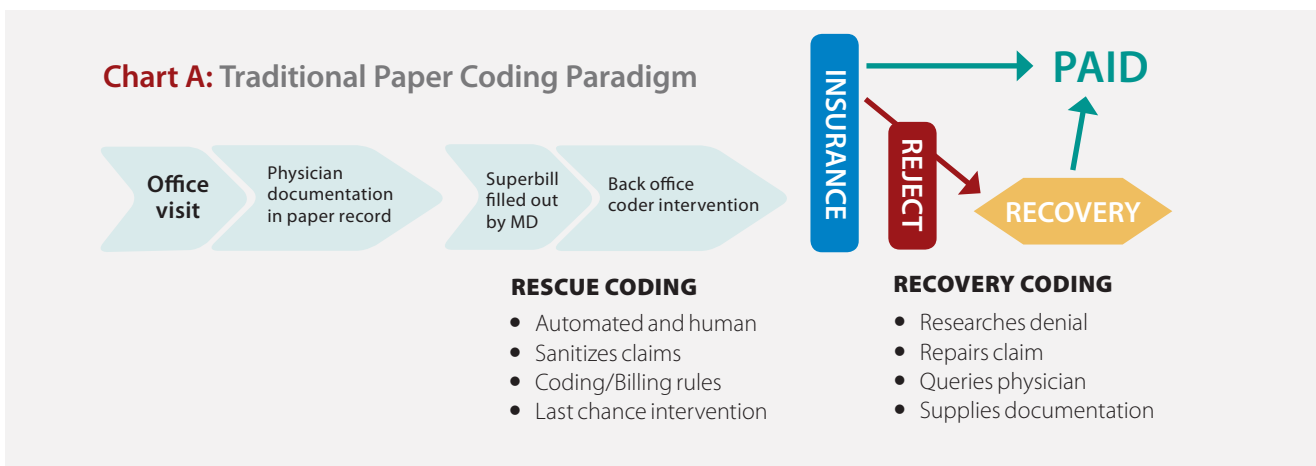 Chart A: Traditional Paper Coding Paradigm
Office
visit
Physician
documentation
in paper record
Superbill
filled out
by MD
Back office
coder intervention
INSURANCE
REJECT
PAID
RECOVERY
RESCUE CODING
• Automated and human
• Sanitizes claims
• Coding/Billing rules
• Last chance intervention
RECOVERY CODING
• Researches denial
• Repairs claim
• Queries physician
• Supplies documentation